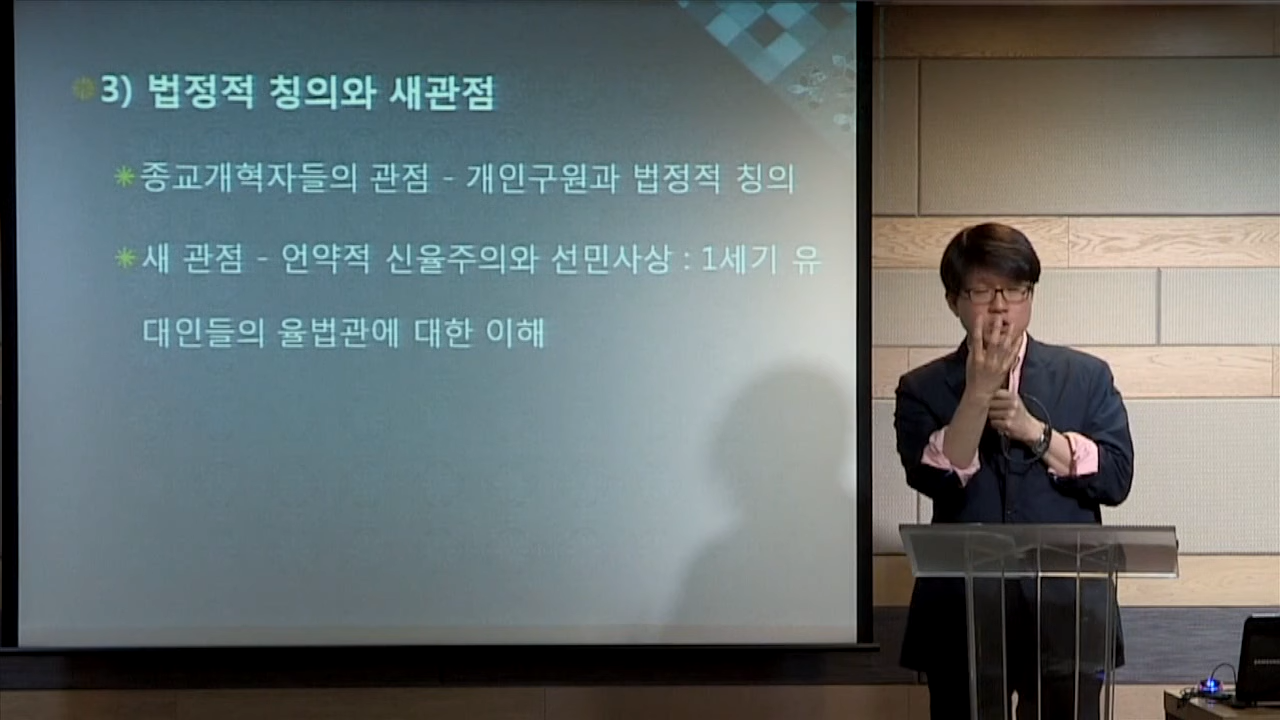 3) 법정적 칭의와 새관점
종교개혁자들의 관점 - 개인구원과 법정적 칭의
새 관점 - 언약적 신율주의와 선민사상 : 1세기 유
대인들의 율법관에 대한 이해